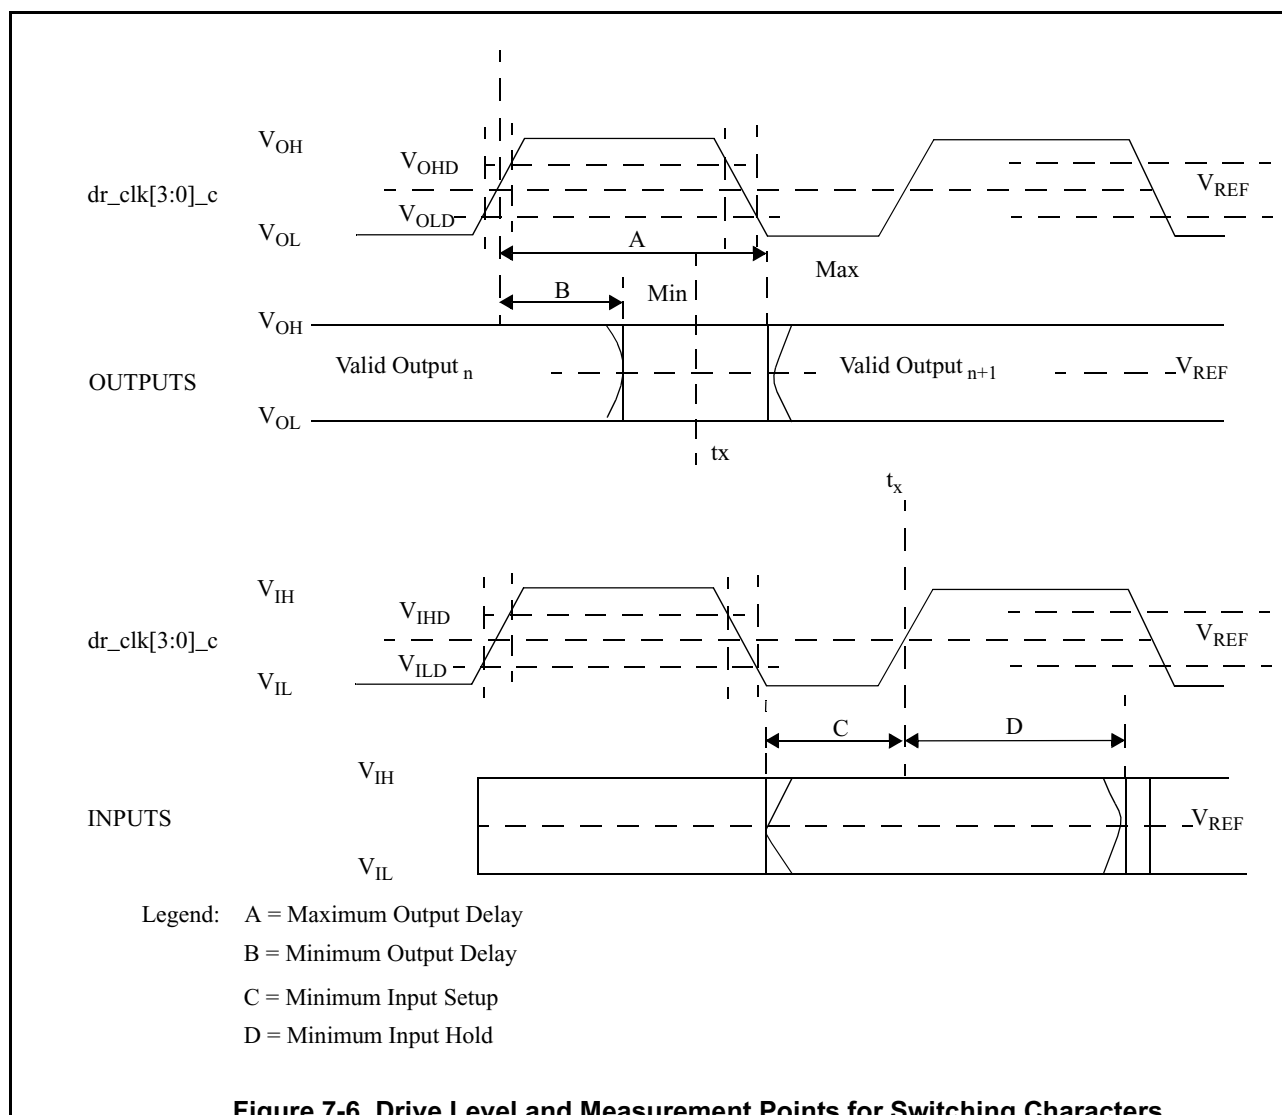 V_OH
V_OHD
dr_clk[3:0]_c
V_REF
V_OLD
V_OL
A
Max
B
Min
V_OH
Valid Output n
Valid Output n+1
V_REF
OUTPUTS
V_OL
tx
t_x
V_IH
V_IHD
dr_clk[3:0]_c
V_REF
V_ILD
V_IL
C
D
V_IH
INPUTS
V_REF
V_IL
Legend: A = Maximum Output Delay
B = Minimum Output Delay
C = Minimum Input Setup
D = Minimum Input Hold
Figure 7-6. Drive Level and Measurement Points for Switching Characters